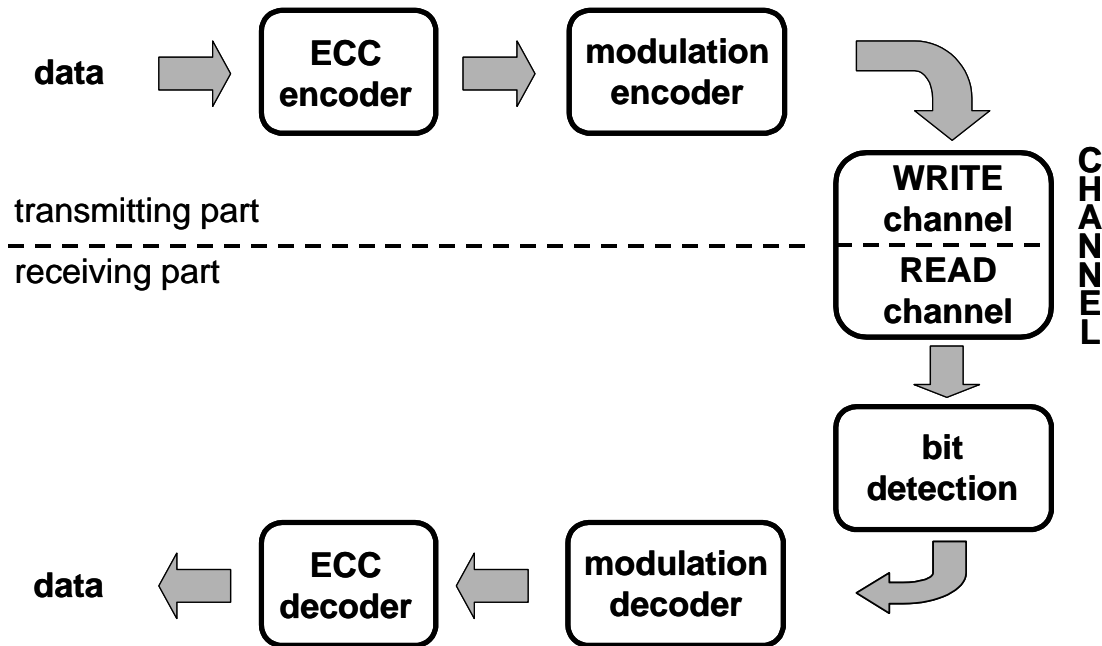 data
ECC
encoder
modulation
encoder
WRITE
channel
CHANNEL
transmitting part
receiving part
READ
channel
bit
detection
data
ECC
decoder
modulation
decoder